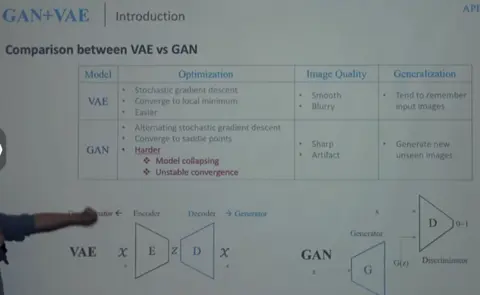 GAN+VAE
Introduction
API
Comparison between VAE vs GAN
Model
Optimization
Image Quality
Generalization
VAE
• Stochastic gradient descent
• Converge to local minimum
• Easier
• Smooth
• Blurry
• Tend to remember
input images
GAN
• Alternating stochastic gradient descent
• Converge to saddle points
• Harder
❖ Model collapsing
❖ Unstable convergence
• Sharp
• Artifact
• Generate new
unseen images
Encoder
Decoder → Generator
VAE
X
E
Z
D
X
GAN
z
Generator
G
G(z)
D
0~1
Discriminator